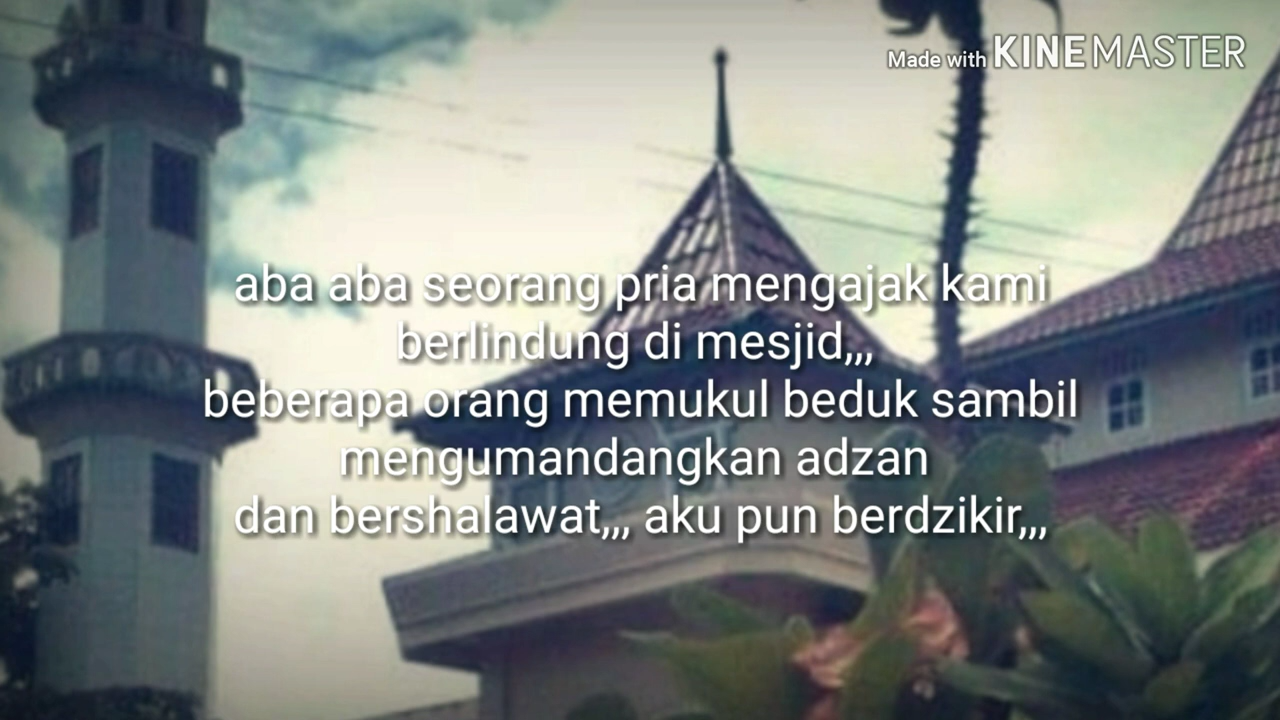 Made with KINEMASTER
aba aba seorang pria mengajak kami
berlindung di mesjid,,,
beberapa orang memukul beduk sambil
mengumandangkan adzan
dan bershalawat,,, aku pun berdzikir,,,